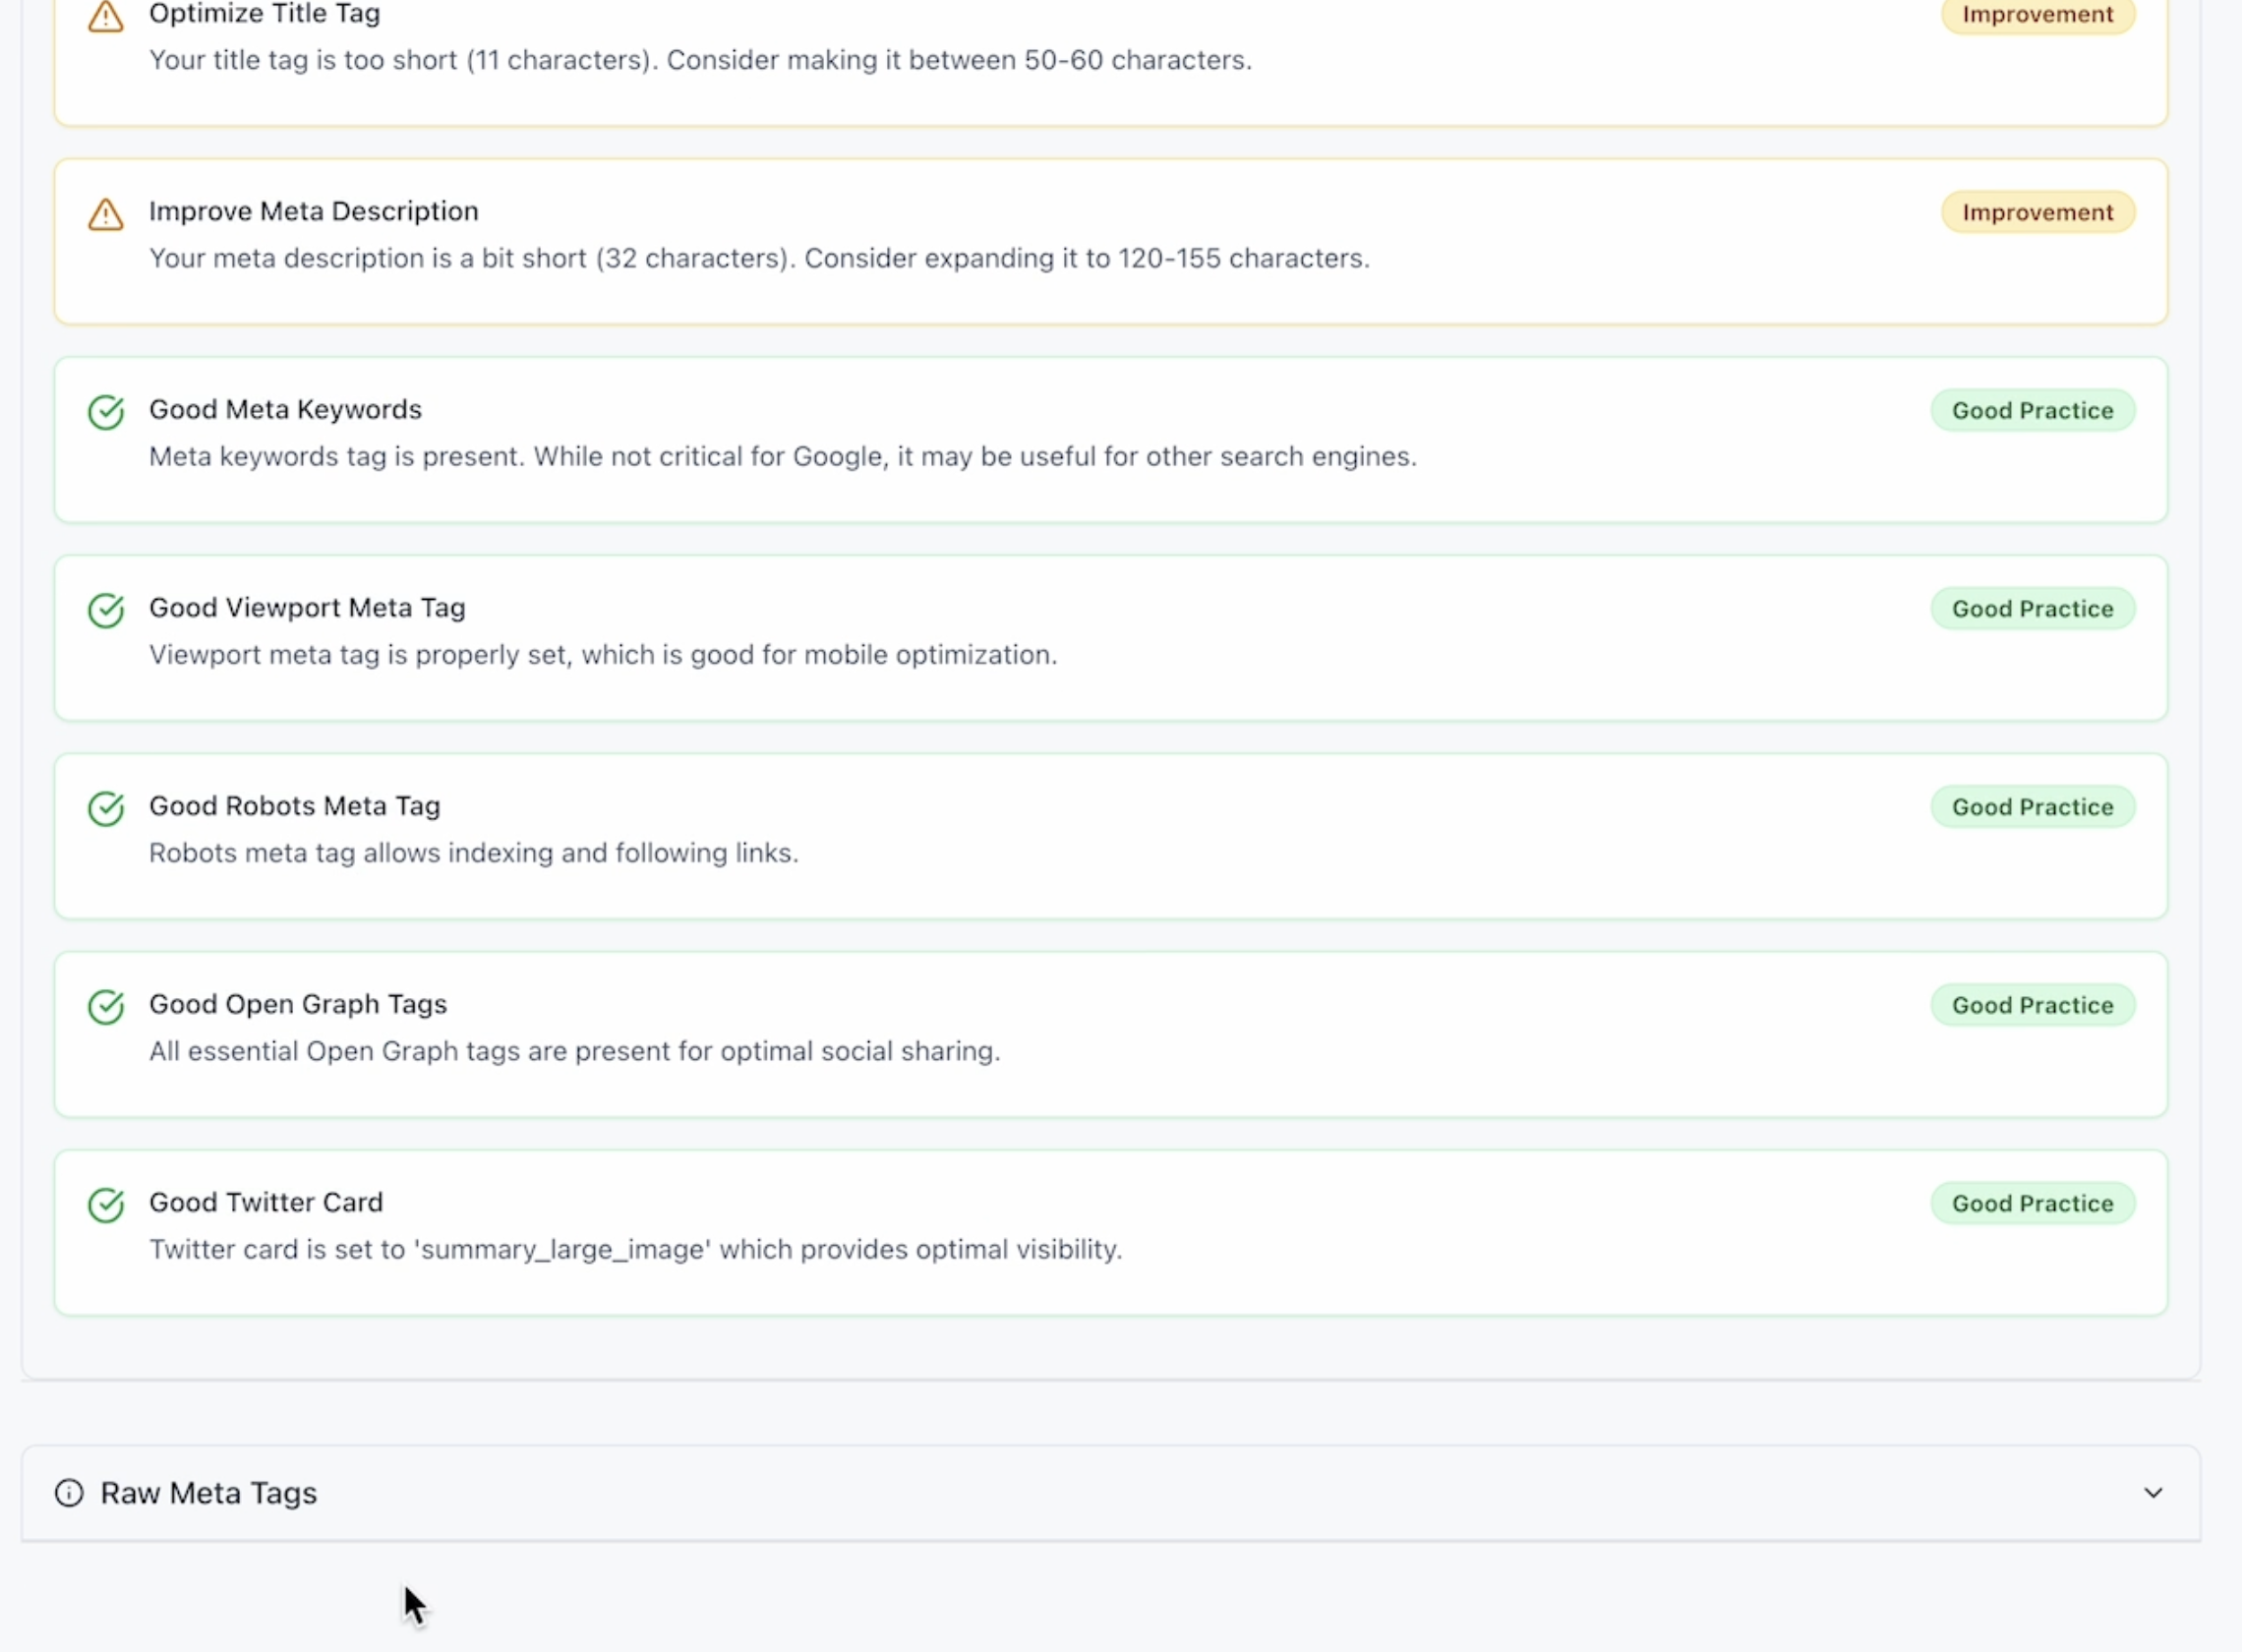 Optimize Title Tag
Improvement
Your title tag is too short (11 characters). Consider making it between 50-60 characters.
Improve Meta Description
Improvement
Your meta description is a bit short (32 characters). Consider expanding it to 120-155 characters.
Good Meta Keywords
Good Practice
Meta keywords tag is present. While not critical for Google, it may be useful for other search engines.
Good Viewport Meta Tag
Good Practice
Viewport meta tag is properly set, which is good for mobile optimization.
Good Robots Meta Tag
Good Practice
Robots meta tag allows indexing and following links.
Good Open Graph Tags
Good Practice
All essential Open Graph tags are present for optimal social sharing.
Good Twitter Card
Good Practice
Twitter card is set to 'summary_large_image' which provides optimal visibility.
Raw Meta Tags